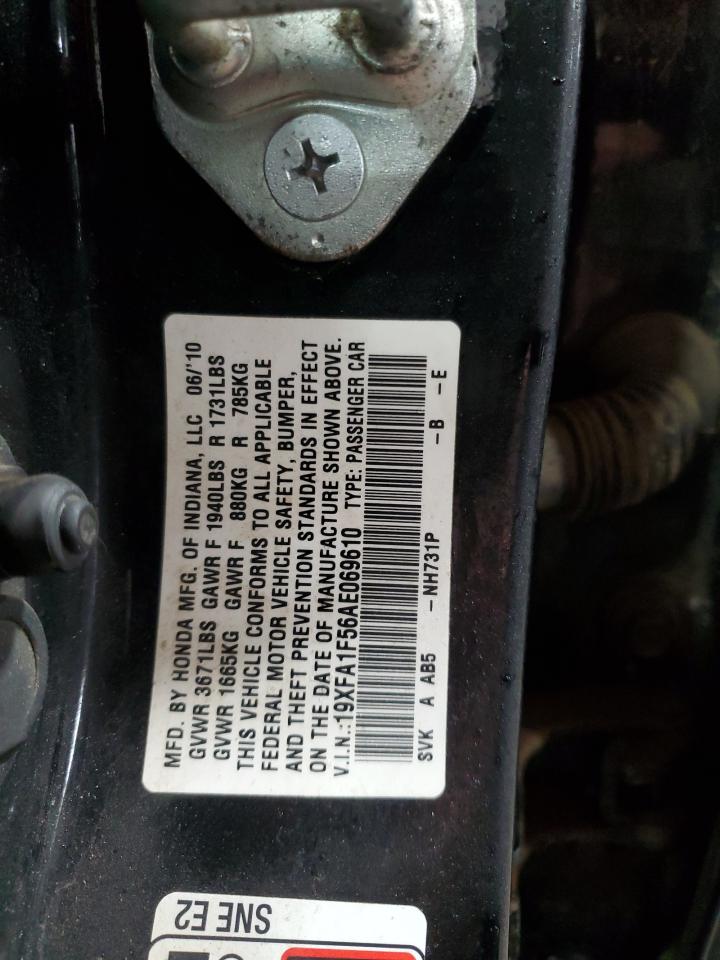 MFD. BY HONDA MFG. OF INDIANA, LLC 06/'10
GVWR 3671LBS GAWR F 1940LBS R 1731LBS
GVWR 1665KG GAWR F 880KG R 785KG
THIS VEHICLE CONFORMS TO ALL APPLICABLE
FEDERAL MOTOR VEHICLE SAFETY, BUMPER,
AND THEFT PREVENTION STANDARDS IN EFFECT
ON THE DATE OF MANUFACTURE SHOWN ABOVE.
V.I.N.:19XFA1F56AE069610 TYPE: PASSENGER CAR
SVK A AB5 -NH731P -B -E
SNE E2